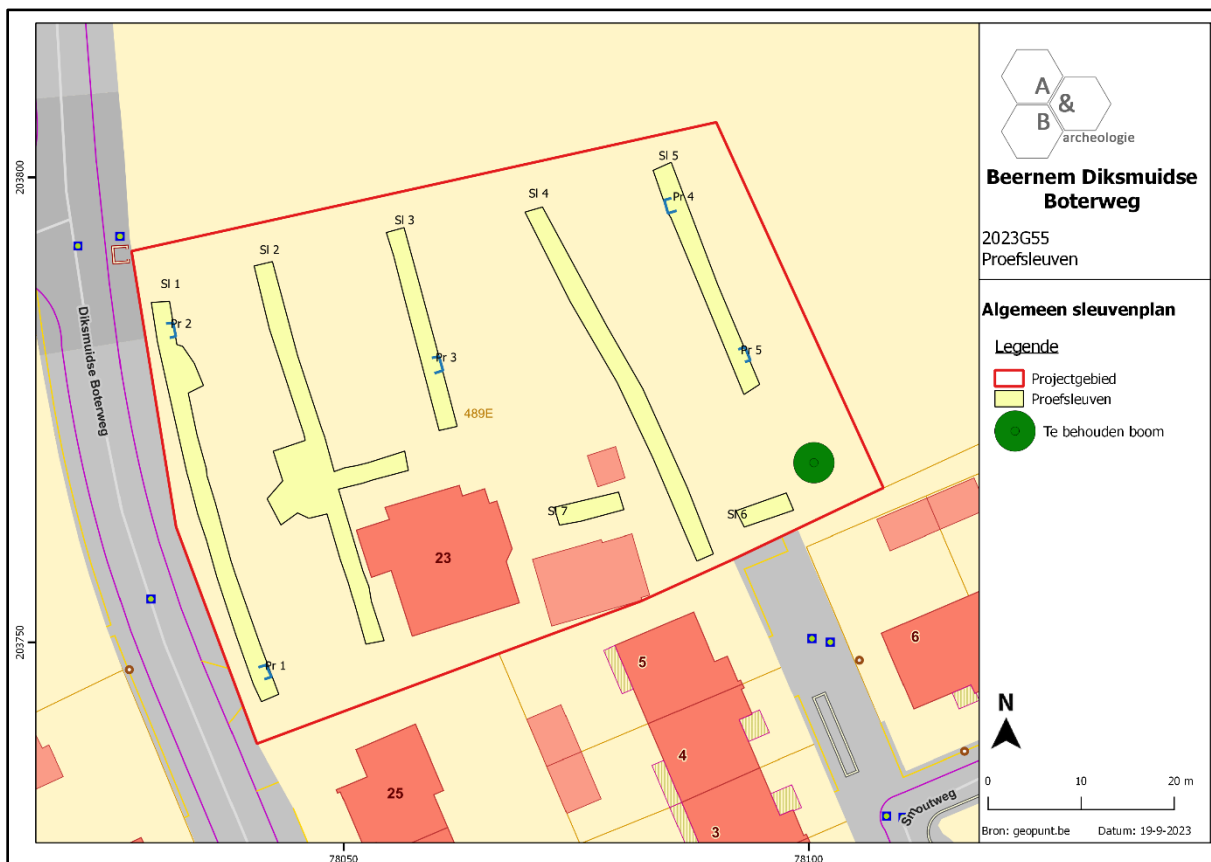 203800
203750
78050
78100
Sl 1
Sl 2
Sl 3
Sl 4
Sl 5
Pr 4
Pr 2
Pr 3
Pr 5
489E
Diksmuidse Boterweg
Sl 7
Sl 6
23
Pr 1
5
6
4
25
3
Smoutweg
A &
B archeologie
Beernem Diksmuidse
Boterweg
2023G55
Proefsleuven
Algemeen sleuvenplan
Legende
Projectgebied
Proefsleuven
Te behouden boom
N
0 10 20 m
Bron: geopunt.be Datum: 19-9-2023